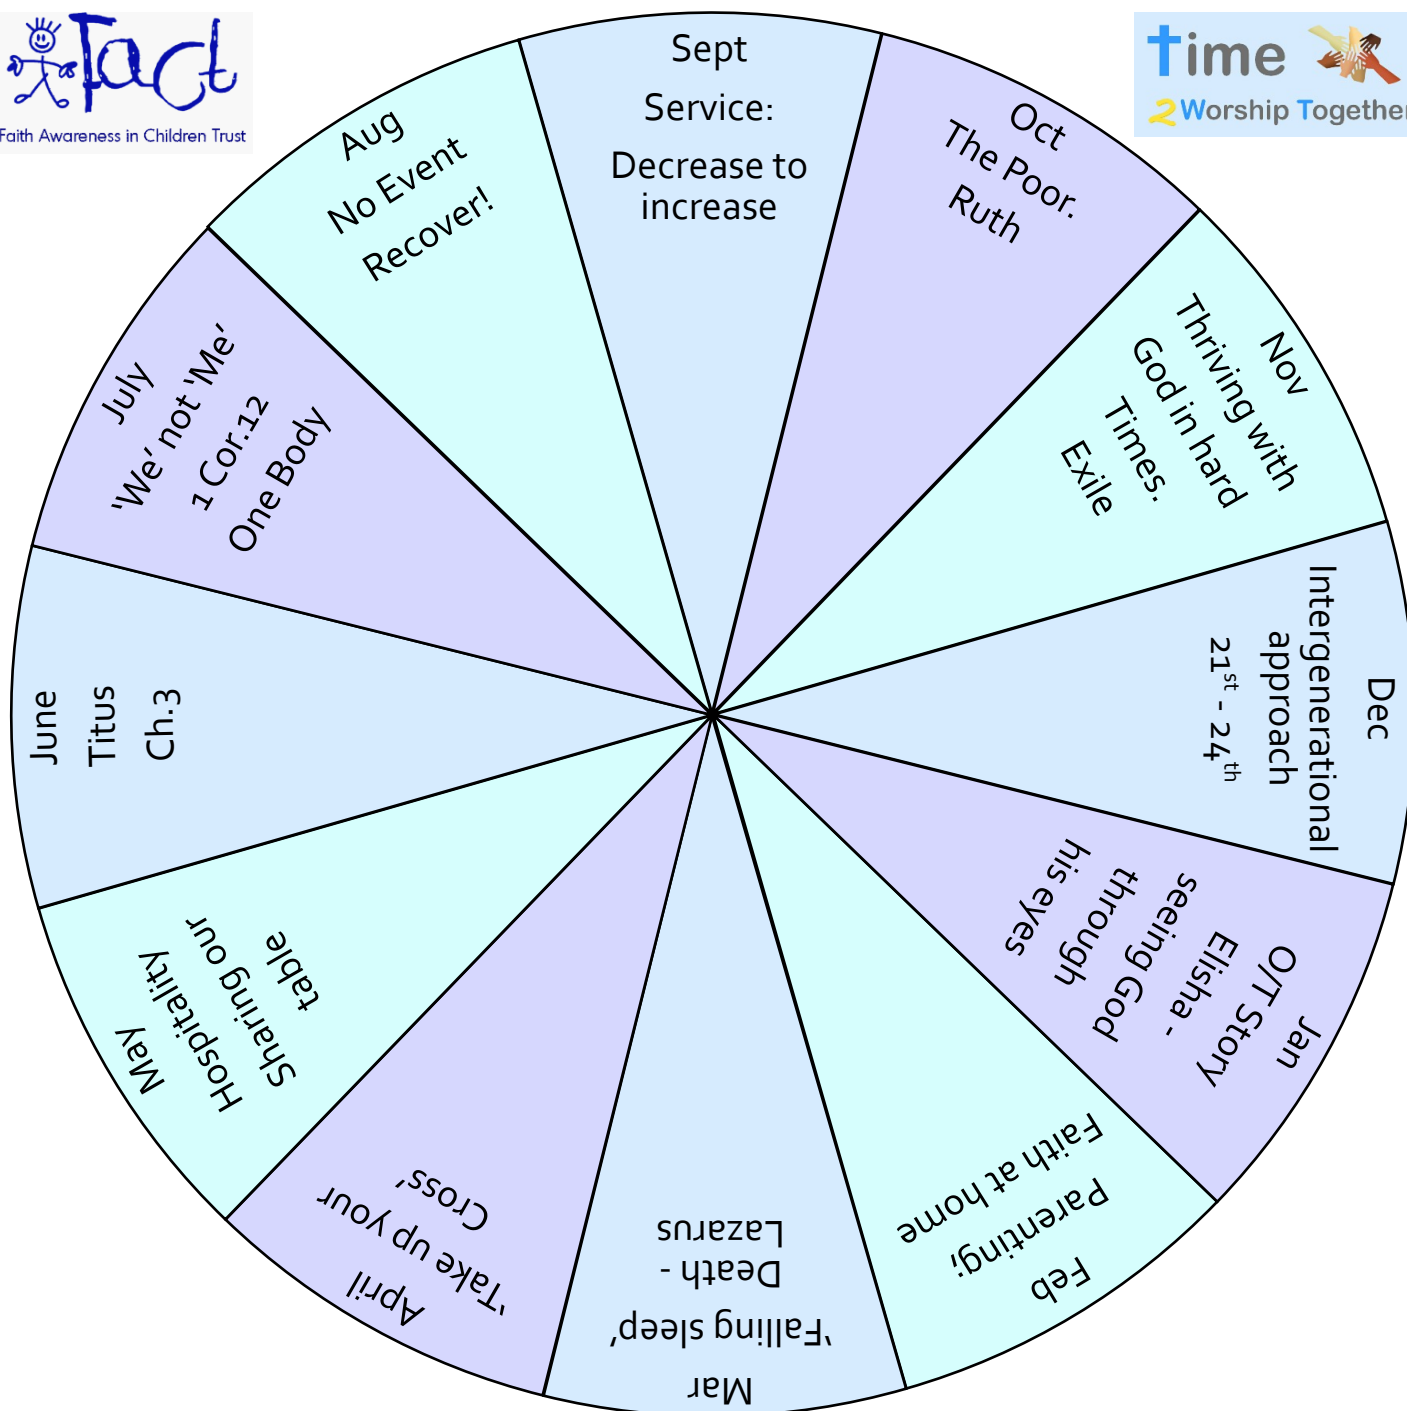 Fact
Faith Awareness in Children Trust
Time
2Worship Together
Sept
Service:
Decrease to
increase
Oct
The Poor.
Ruth
Nov
Thriving with
God in hard
Times.
Exile
Dec
Intergenerational
approach
21st - 24th
Jan
O/T Story
Elisha -
seeing God
through
his eyes
Feb
Parenting;
Faith at home
Mar
‘Falling sleep’
Death -
Lazarus
April
‘Take up your
Cross’
May
Hospitality
Sharing our
table
June
Titus
Ch.3
July
‘We’ not ‘Me’
1 Cor.12
One Body
Aug
No Event
Recover!